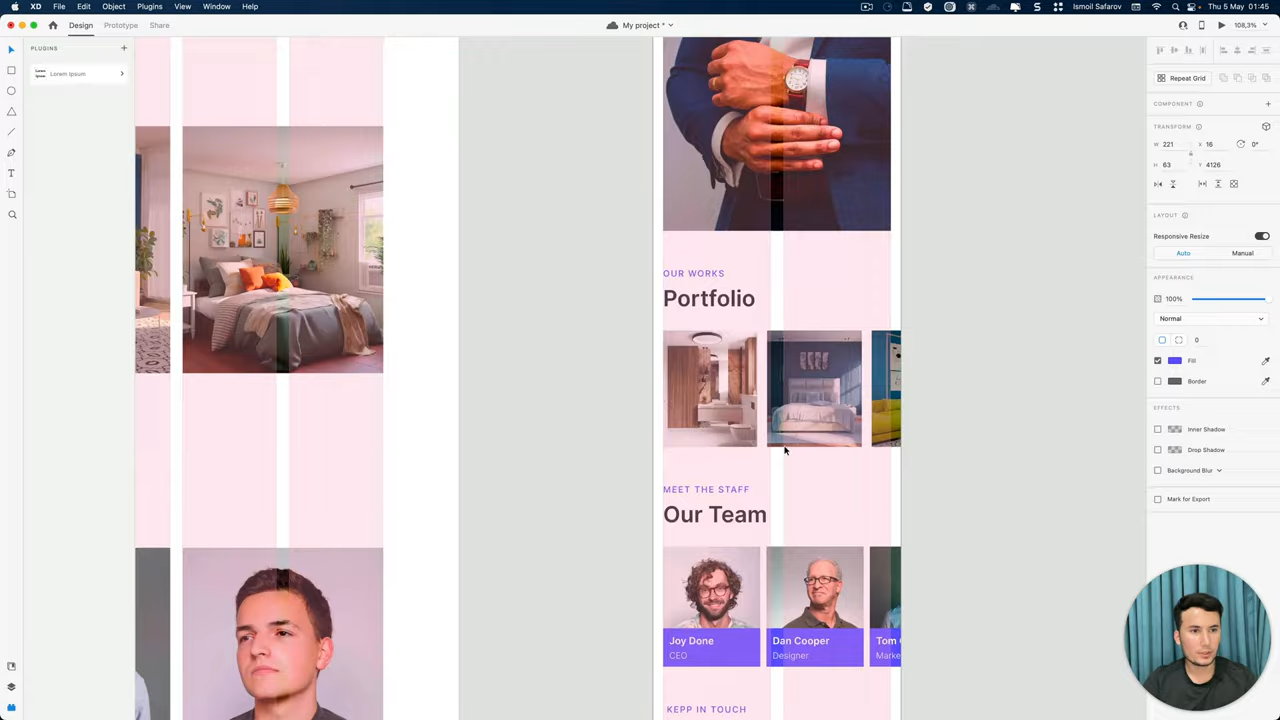 XD File Edit Object Plugins View Window Help Ismoil Safarov Thu 5 May 01:45
Design Prototype Share My project * 108,3%
PLUGINS
Lorem Ipsum Lorem Ipsum
Repeat Grid
COMPONENT
TRANSFORM
W 221 X 16 0°
H 63 Y 4126
LAYOUT
Responsive Resize
Auto Manual
APPEARANCE
100%
Normal
0
Fill
Border
EFFECTS
Inner Shadow
Drop Shadow
Background Blur
Mark for Export
OUR WORKS
Portfolio
MEET THE STAFF
Our Team
Joy Done
CEO
Dan Cooper
Designer
Tom
Marke
KEPP IN TOUCH